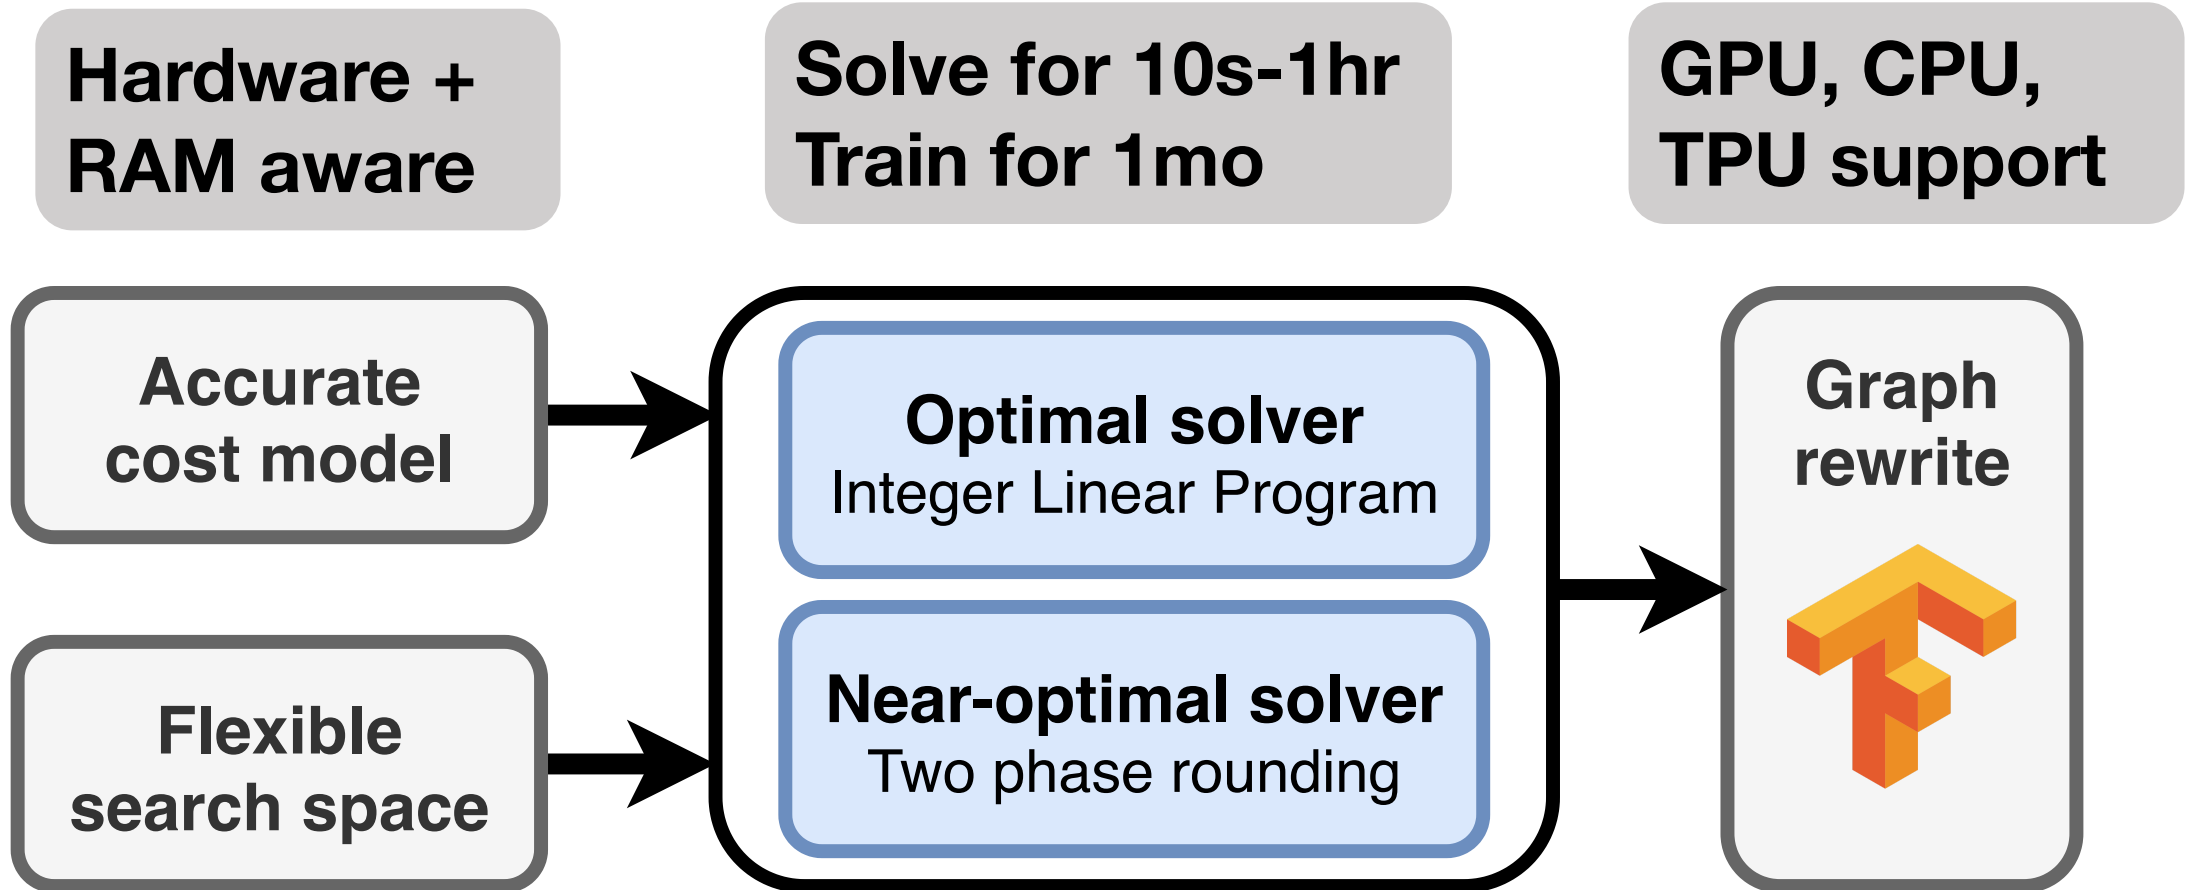 Hardware +
RAM aware
Solve for 10s-1hr
Train for 1mo
GPU, CPU,
TPU support
Accurate
cost model
Flexible
search space
Optimal solver
Integer Linear Program
Near-optimal solver
Two phase rounding
Graph
rewrite